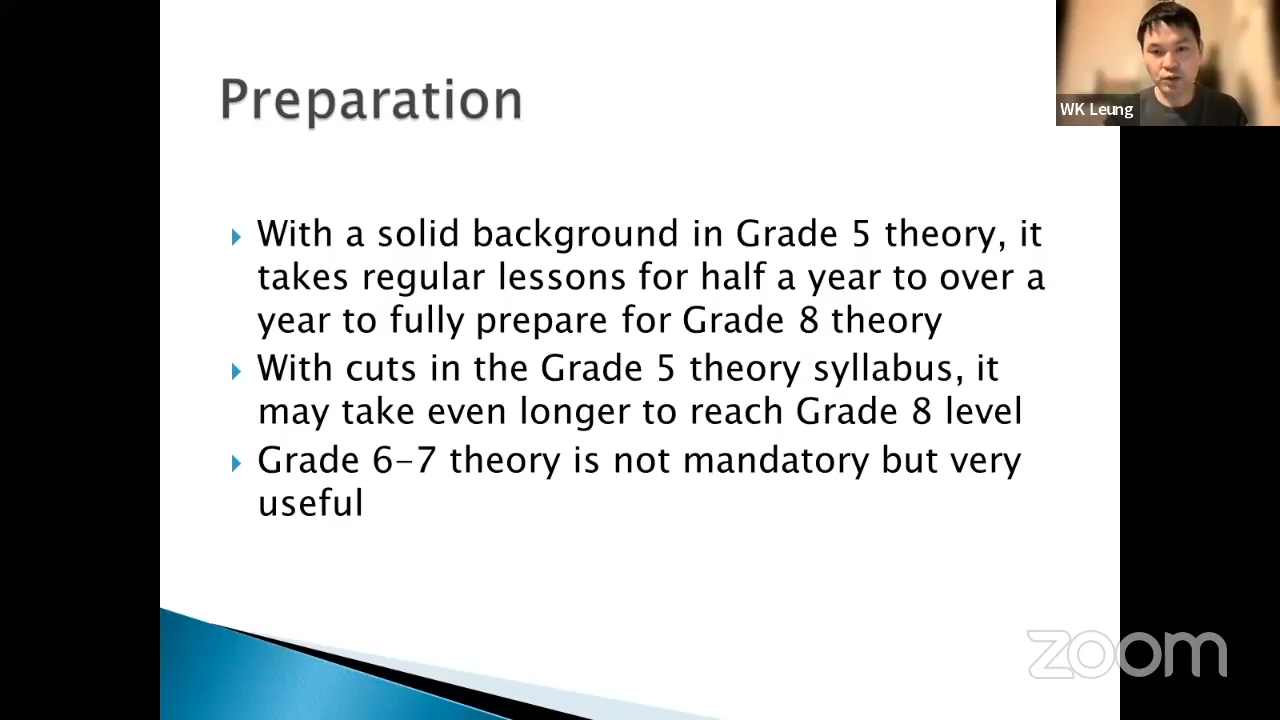 Preparation
WK Leung
With a solid background in Grade 5 theory, it
takes regular lessons for half a year to over a
year to fully prepare for Grade 8 theory
With cuts in the Grade 5 theory syllabus, it
may take even longer to reach Grade 8 level
Grade 6-7 theory is not mandatory but very
useful
zoom